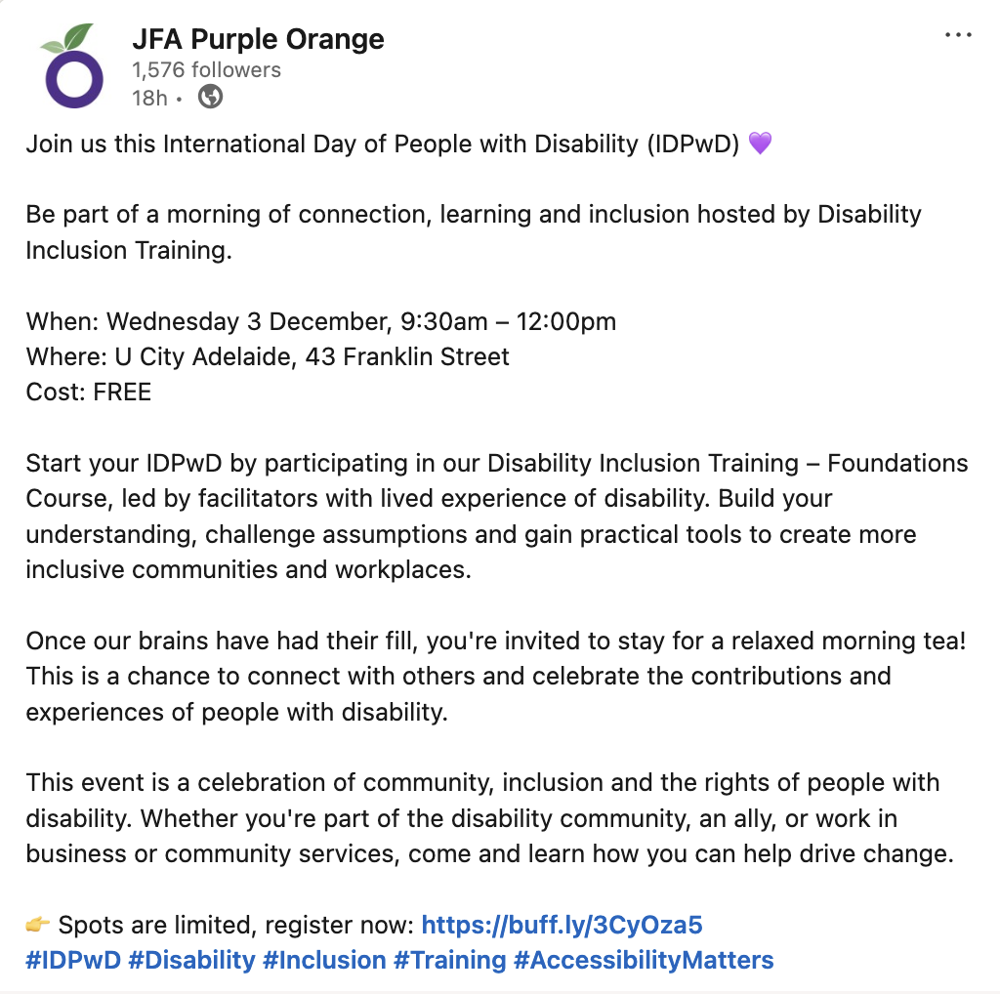 JFA Purple Orange
1,576 followers
18h •
Join us this International Day of People with Disability (IDPwD) 💜
Be part of a morning of connection, learning and inclusion hosted by Disability
Inclusion Training.
When: Wednesday 3 December, 9:30am – 12:00pm
Where: U City Adelaide, 43 Franklin Street
Cost: FREE
Start your IDPwD by participating in our Disability Inclusion Training – Foundations
Course, led by facilitators with lived experience of disability. Build your
understanding, challenge assumptions and gain practical tools to create more
inclusive communities and workplaces.
Once our brains have had their fill, you're invited to stay for a relaxed morning tea!
This is a chance to connect with others and celebrate the contributions and
experiences of people with disability.
This event is a celebration of community, inclusion and the rights of people with
disability. Whether you're part of the disability community, an ally, or work in
business or community services, come and learn how you can help drive change.
👉 Spots are limited, register now: https://buff.ly/3CyOza5
#IDPwD #Disability #Inclusion #Training #AccessibilityMatters